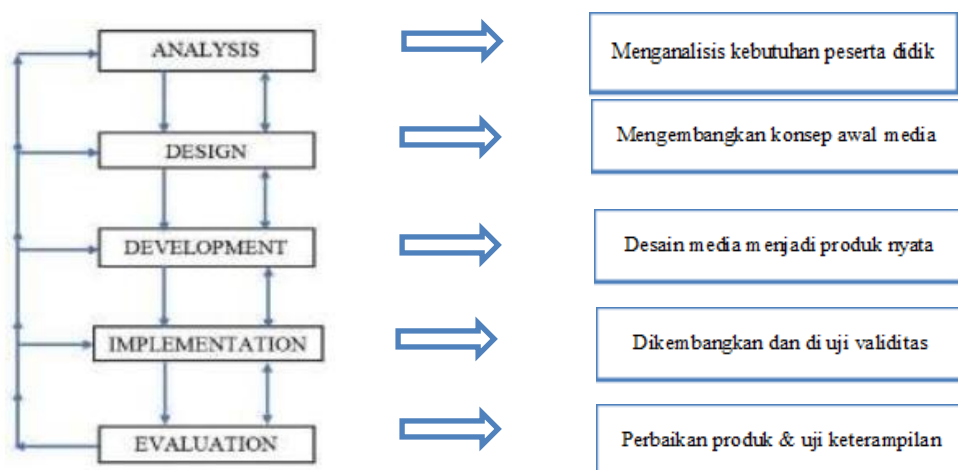 ANALYSIS
Menganalisis kebutuhan peserta didik
DESIGN
Mengembangkan konsep awal media
DEVELOPMENT
Desain media menjadi produk nyata
IMPLEMENTATION
Dikembangkan dan di uji validitas
EVALUATION
Perbaikan produk & uji keterampilan